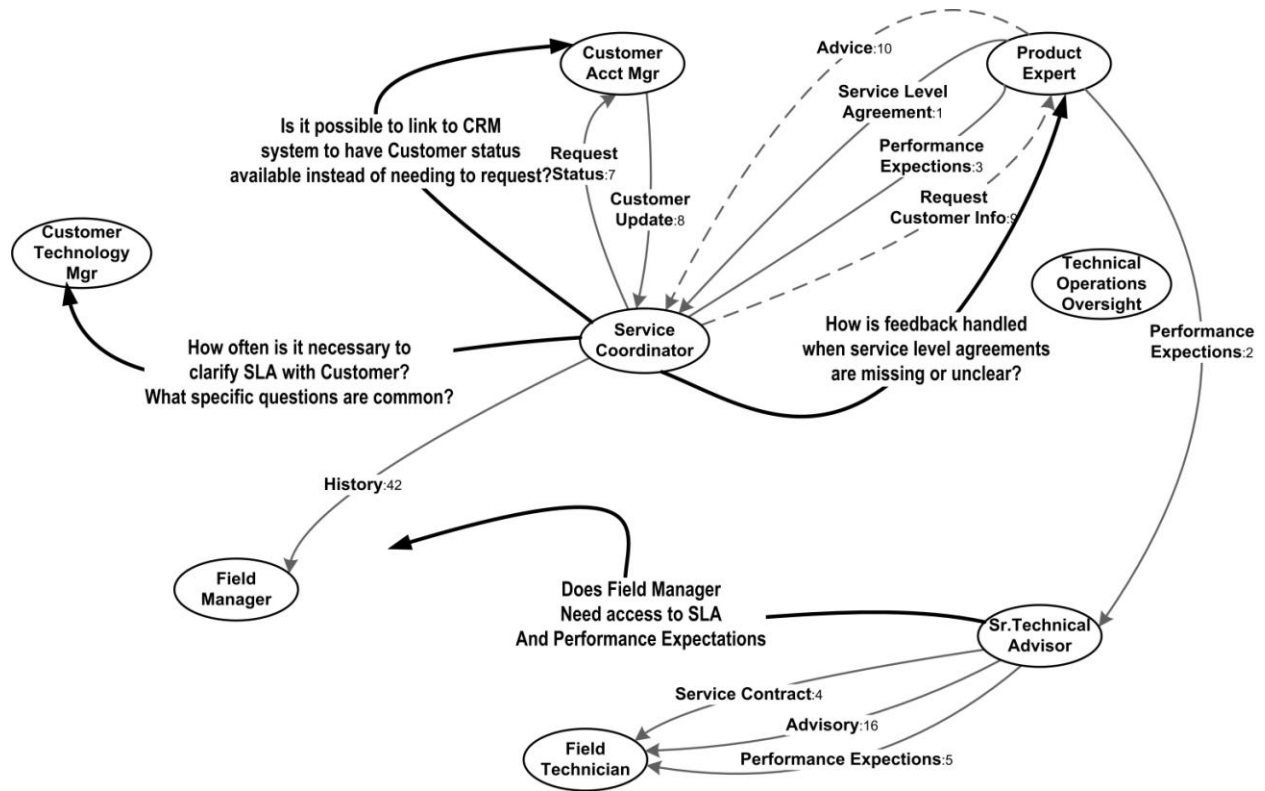 Customer
Acct Mgr
Advice:10
Product
Expert
Service Level
Agreement:1
Is it possible to link to CRM
system to have Customer status
available instead of needing to request?
Request
Status:7
Performance
Expections:3
Customer
Update:8
Request
Customer Info:9
Customer
Technology
Mgr
Technical
Operations
Oversight
Service
Coordinator
How is feedback handled
when service level agreements
are missing or unclear?
Performance
Expections:2
How often is it necessary to
clarify SLA with Customer?
What specific questions are common?
History:42
Field
Manager
Does Field Manager
Need access to SLA
And Performance Expectations
Sr.Technical
Advisor
Service Contract:4
Advisory:16
Field
Technician
Performance Expections:5